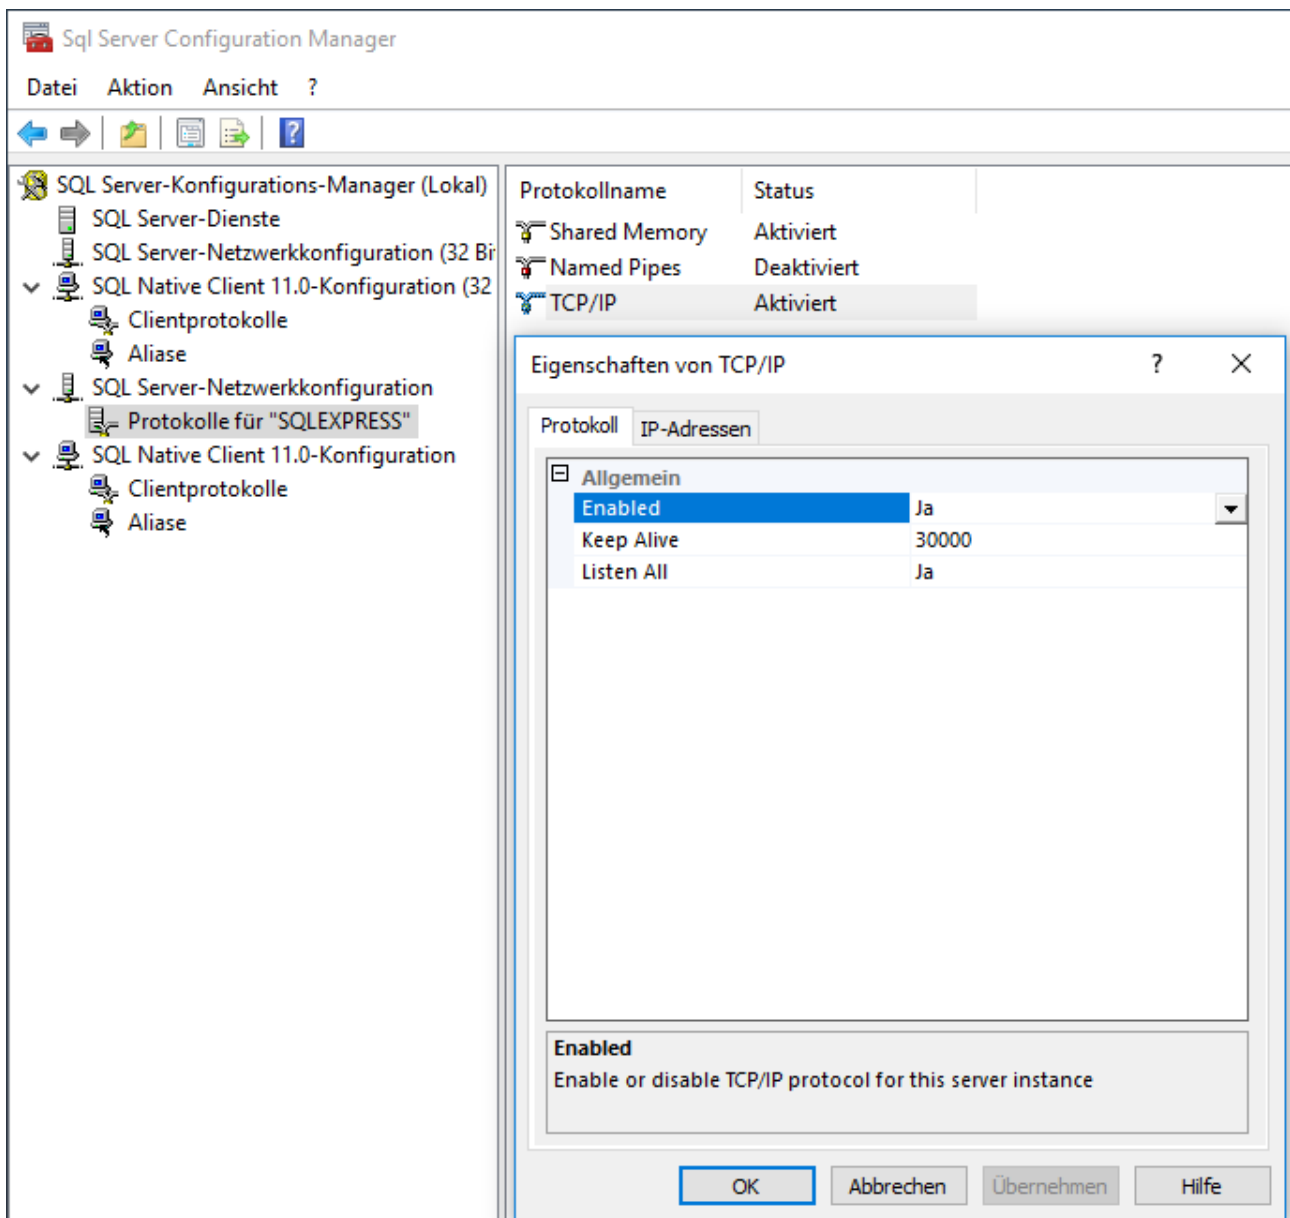 Sql Server Configuration Manager
Datei Aktion Ansicht ?
SQL Server-Konfigurations-Manager (Lokal)
SQL Server-Dienste
SQL Server-Netzwerkkonfiguration (32 Bi
SQL Native Client 11.0-Konfiguration (32
Clientprotokolle
Aliase
SQL Server-Netzwerkkonfiguration
Protokolle für "SQLEXPRESS"
SQL Native Client 11.0-Konfiguration
Clientprotokolle
Aliase
Protokollname Status
Shared Memory Aktiviert
Named Pipes Deaktiviert
TCP/IP Aktiviert
Eigenschaften von TCP/IP ?
Protokoll IP-Adressen
Allgemein
Enabled Ja
Keep Alive 30000
Listen All Ja
Enabled
Enable or disable TCP/IP protocol for this server instance
OK Abbrechen Übernehmen Hilfe